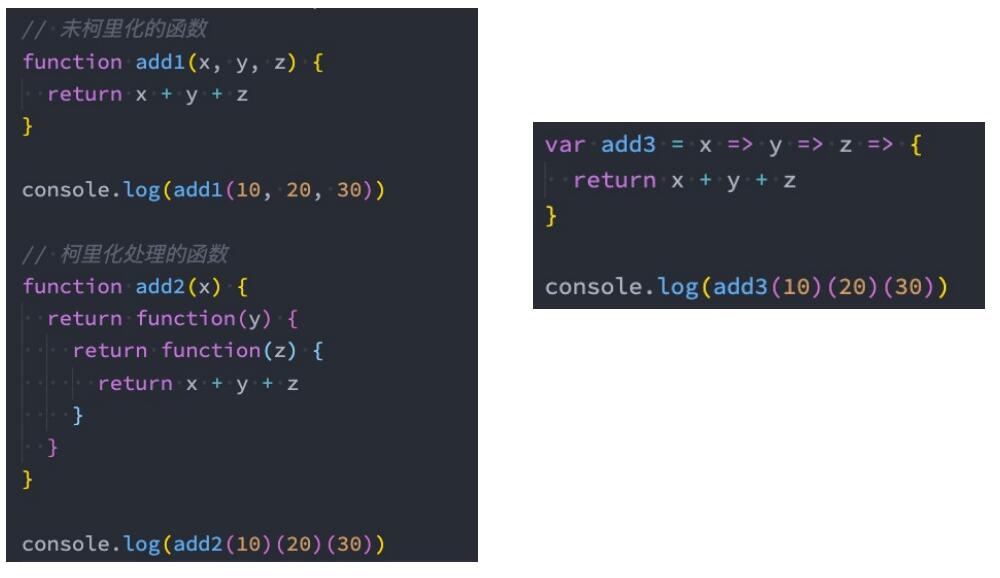 // 未柯里化的函数
function add1(x, y, z) {
  return x + y + z
}
console.log(add1(10, 20, 30))
// 柯里化处理的函数
function add2(x) {
  return function(y) {
    return function(z) {
      return x + y + z
    }
  }
}
console.log(add2(10)(20)(30))
var add3 = x => y => z => {
  return x + y + z
}
console.log(add3(10)(20)(30))